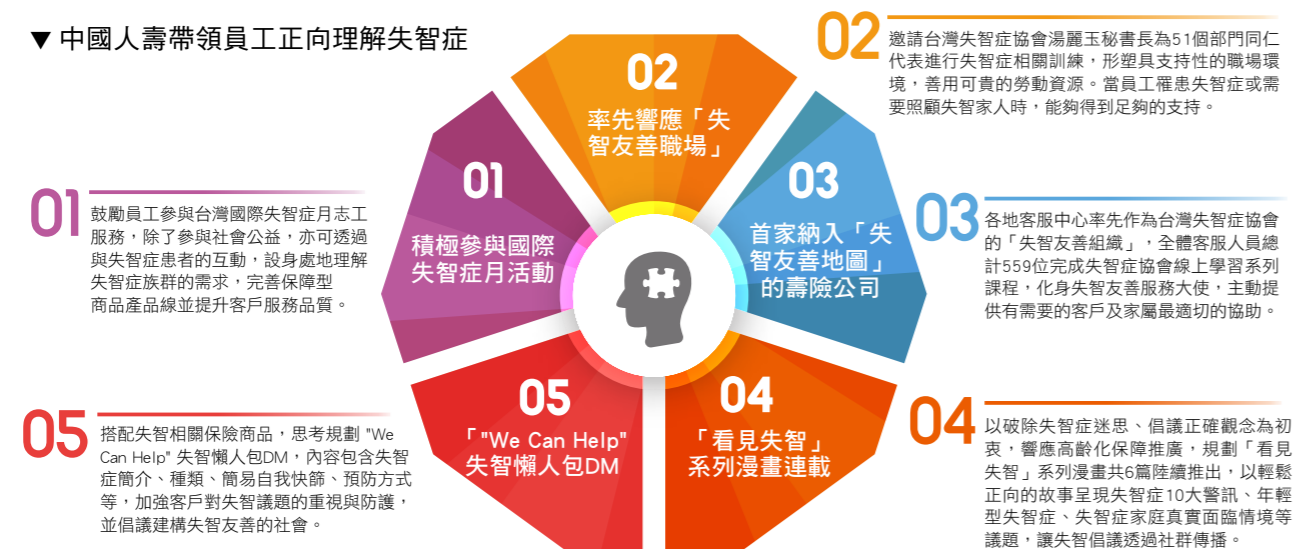 ▼ 中國人壽帶領員工正向理解失智症
01
鼓勵員工參與台灣國際失智症月志工
服務，除了參與社會公益，亦可透過
與失智症患者的互動，設身處地理解
失智症族群的需求，完善保障型
商品產品線並提升客戶服務品質。
01
積極參與國際
失智症月活動
02
率先響應「失
智友善職場」
02
邀請台灣失智症協會湯麗玉秘書長為51個部門同仁
代表進行失智症相關訓練，形塑具支持性的職場環
境，善用可貴的勞動資源。當員工罹患失智症或需
要照顧失智家人時，能夠得到足夠的支持。
03
首家納入「失
智友善地圖」
的壽險公司
03
各地客服中心率先作為台灣失智症協會
的「失智友善組織」，全體客服人員總
計559位完成失智症協會線上學習系列
課程，化身失智友善服務大使，主動提
供有需要的客戶及家屬最適切的協助。
04
「看見失智」
系列漫畫連載
04
以破除失智症迷思、倡議正確觀念為初
衷，響應高齡化保障推廣，規劃「看見
失智」系列漫畫共6篇陸續推出，以輕鬆
正向的故事呈現失智症10大警訊、年輕
型失智症、失智症家庭真實面臨情境等
議題，讓失智倡議透過社群傳播。
05
「"We Can Help"
失智懶人包DM
05
搭配失智相關保險商品，思考規劃 "We
Can Help" 失智懶人包DM，內容包含失智
症簡介、種類、簡易自我快篩、預防方式
等，加強客戶對失智議題的重視與防護，
並倡議建構失智友善的社會。